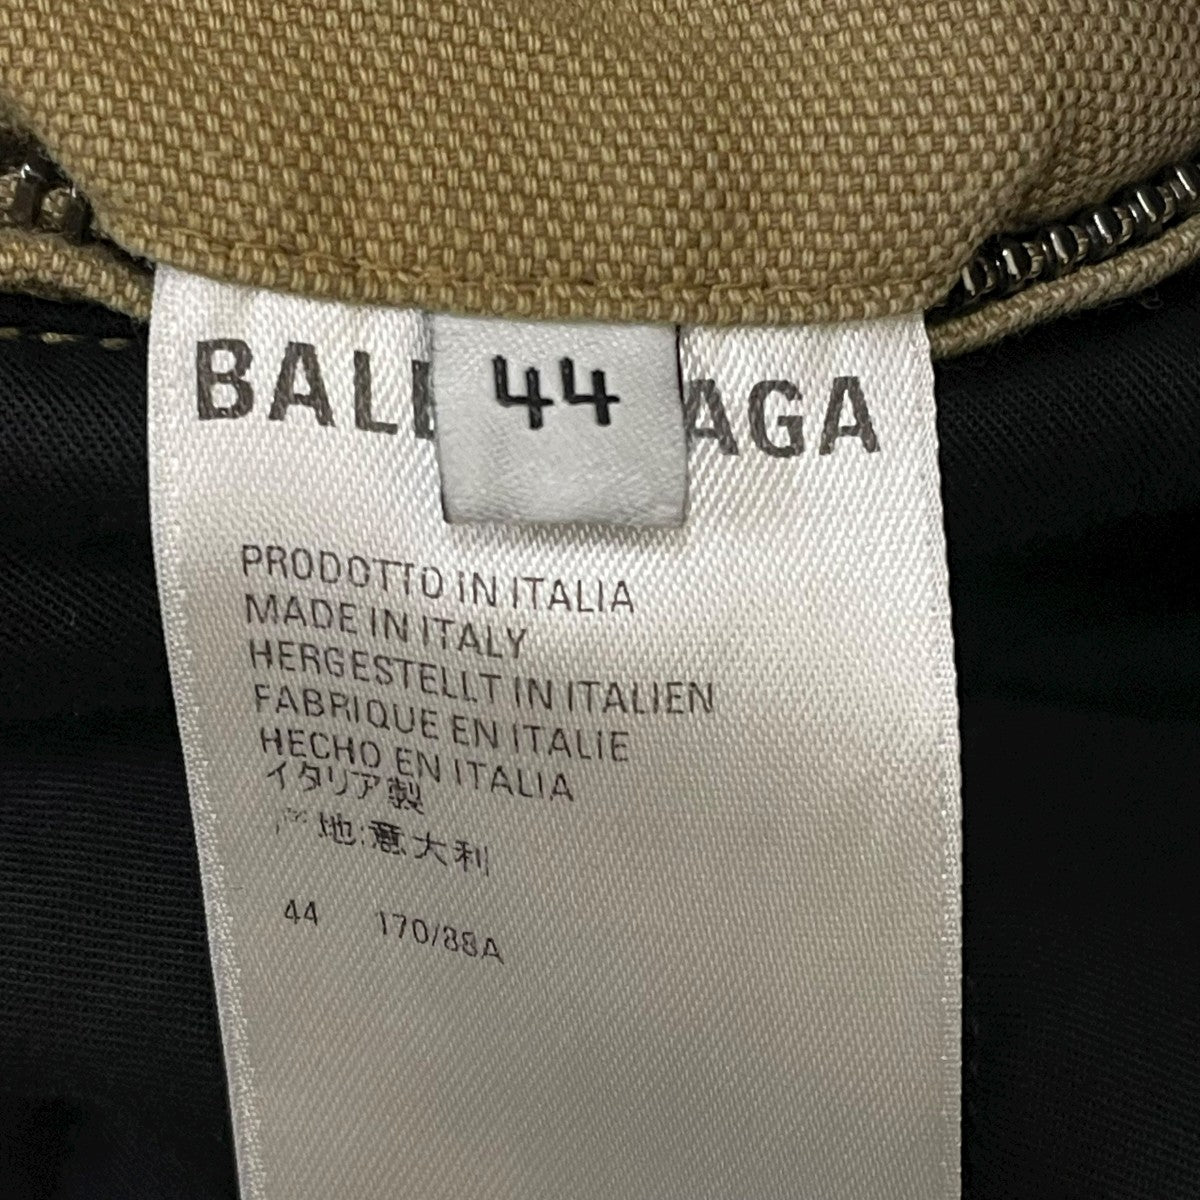 BAL AGA
44
PRODOTTO IN ITALIA
MADE IN ITALY
HERGESTELLT IN ITALIEN
FABRIQUE EN ITALIE
HECHO EN ITALIA
イタリア製
产地:意大利
44 170/88A